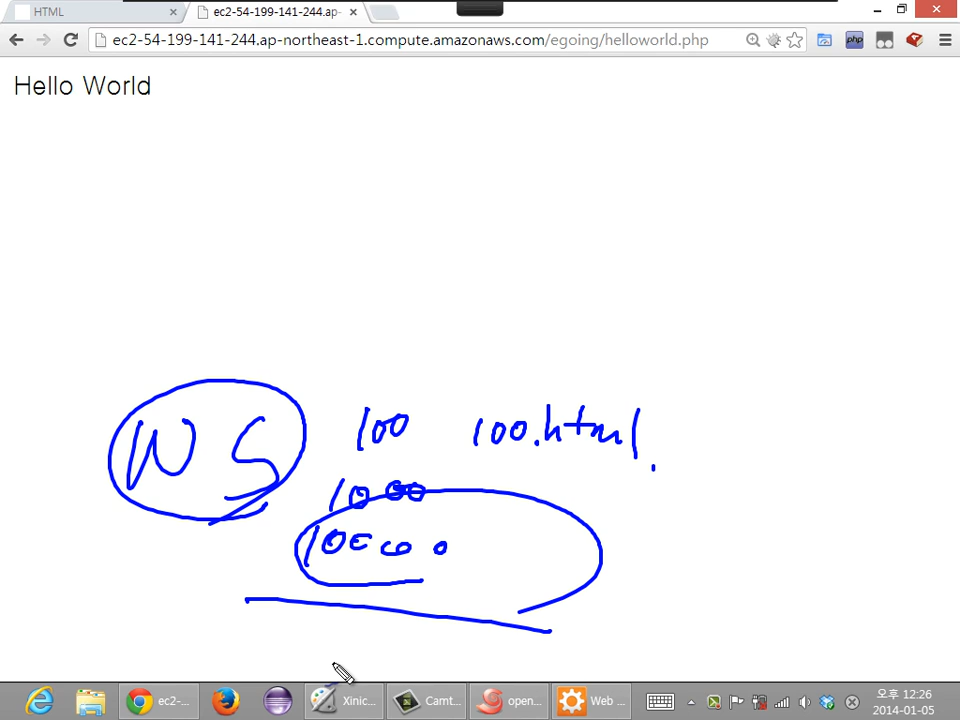 HTML
ec2-54-199-141-244.ap-
ec2-54-199-141-244.ap-northeast-1.compute.amazonaws.com/egoing/helloworld.php
php
Hello World
WS
100 100.html
1000
ec2-...
Xinic...
Camt...
open...
Web ...
오후 12:26
2014-01-05